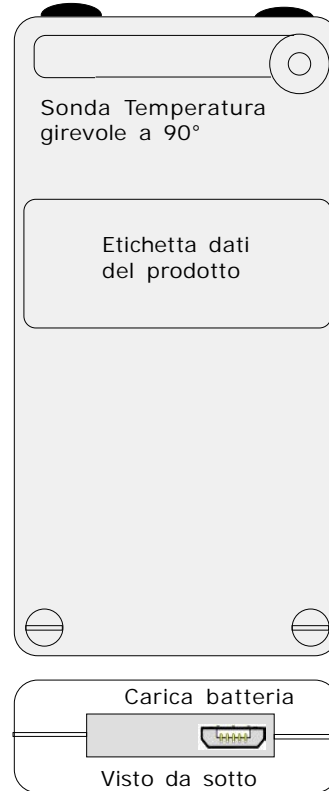 Sonda Temperatura
girevole a 90°
Etichetta dati
del prodotto
Carica batteria
Visto da sotto